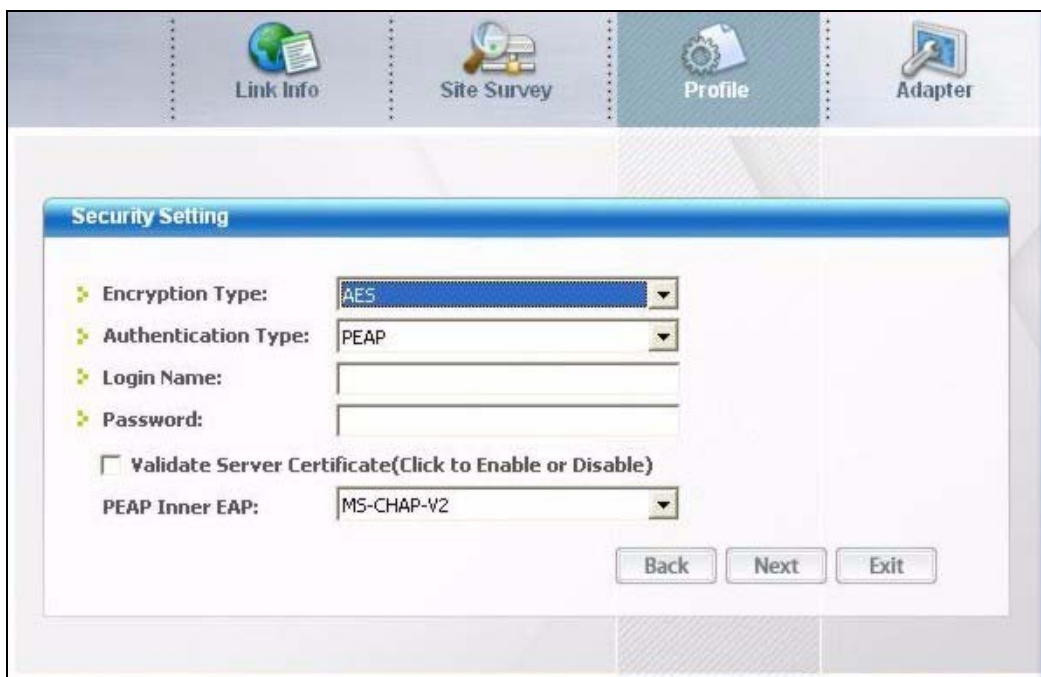 Link Info
Site Survey
Profile
Adapter
Security Setting
Encryption Type: AES
Authentication Type: PEAP
Login Name:
Password:
Validate Server Certificate(Click to Enable or Disable)
PEAP Inner EAP: MS-CHAP-V2
Back Next Exit